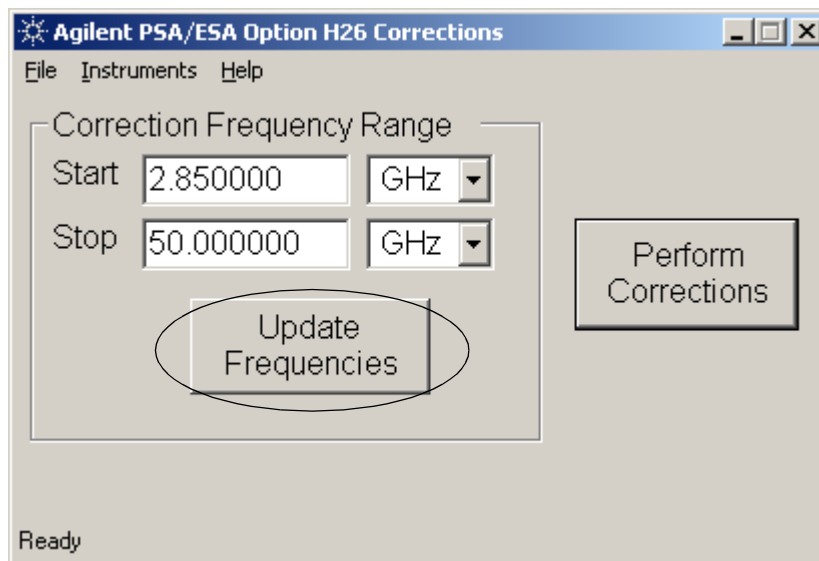 Agilent PSA/ESA Option H26 Corrections
File Instruments Help
Correction Frequency Range
Start 2.850000 GHz
Stop 50.000000 GHz
Update
Frequencies
Perform
Corrections
Ready